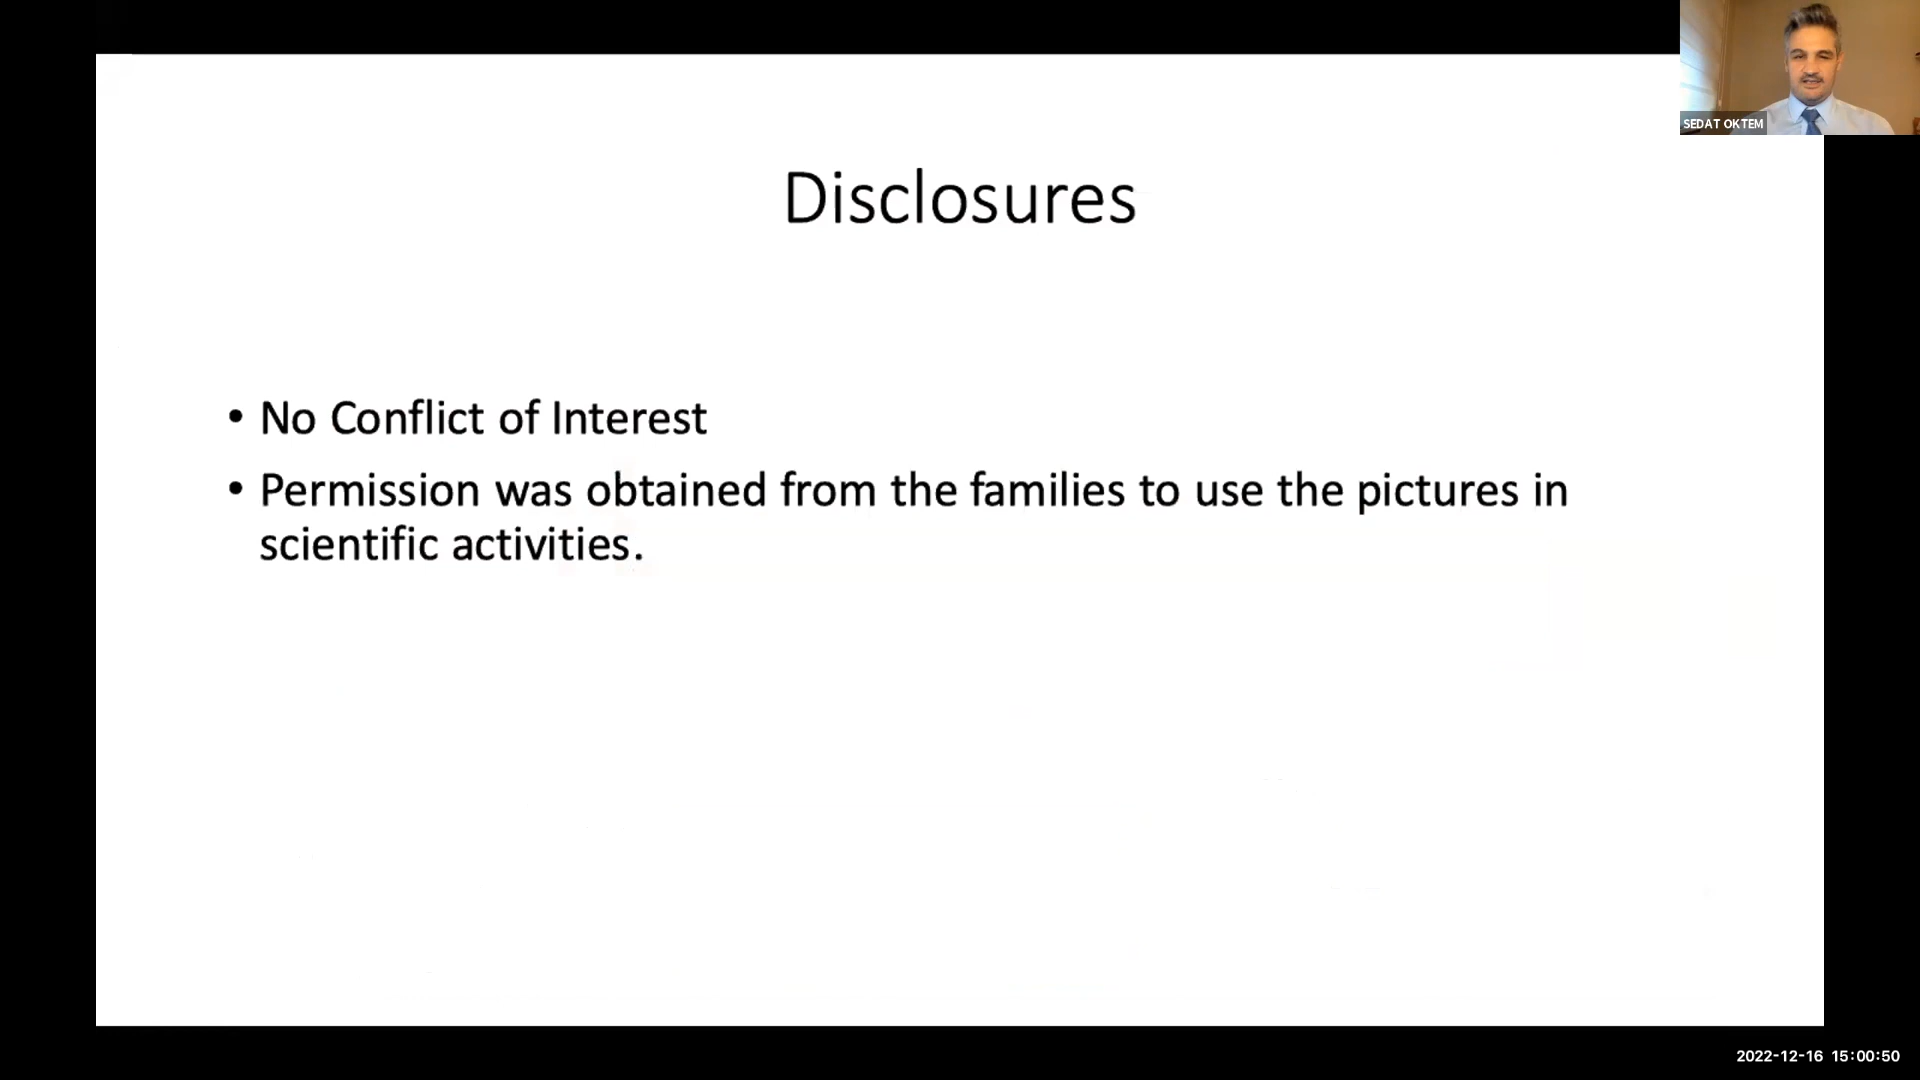 SEDAT OKTEM
Disclosures
• No Conflict of Interest
• Permission was obtained from the families to use the pictures in
scientific activities.
2022-12-16 15:00:50